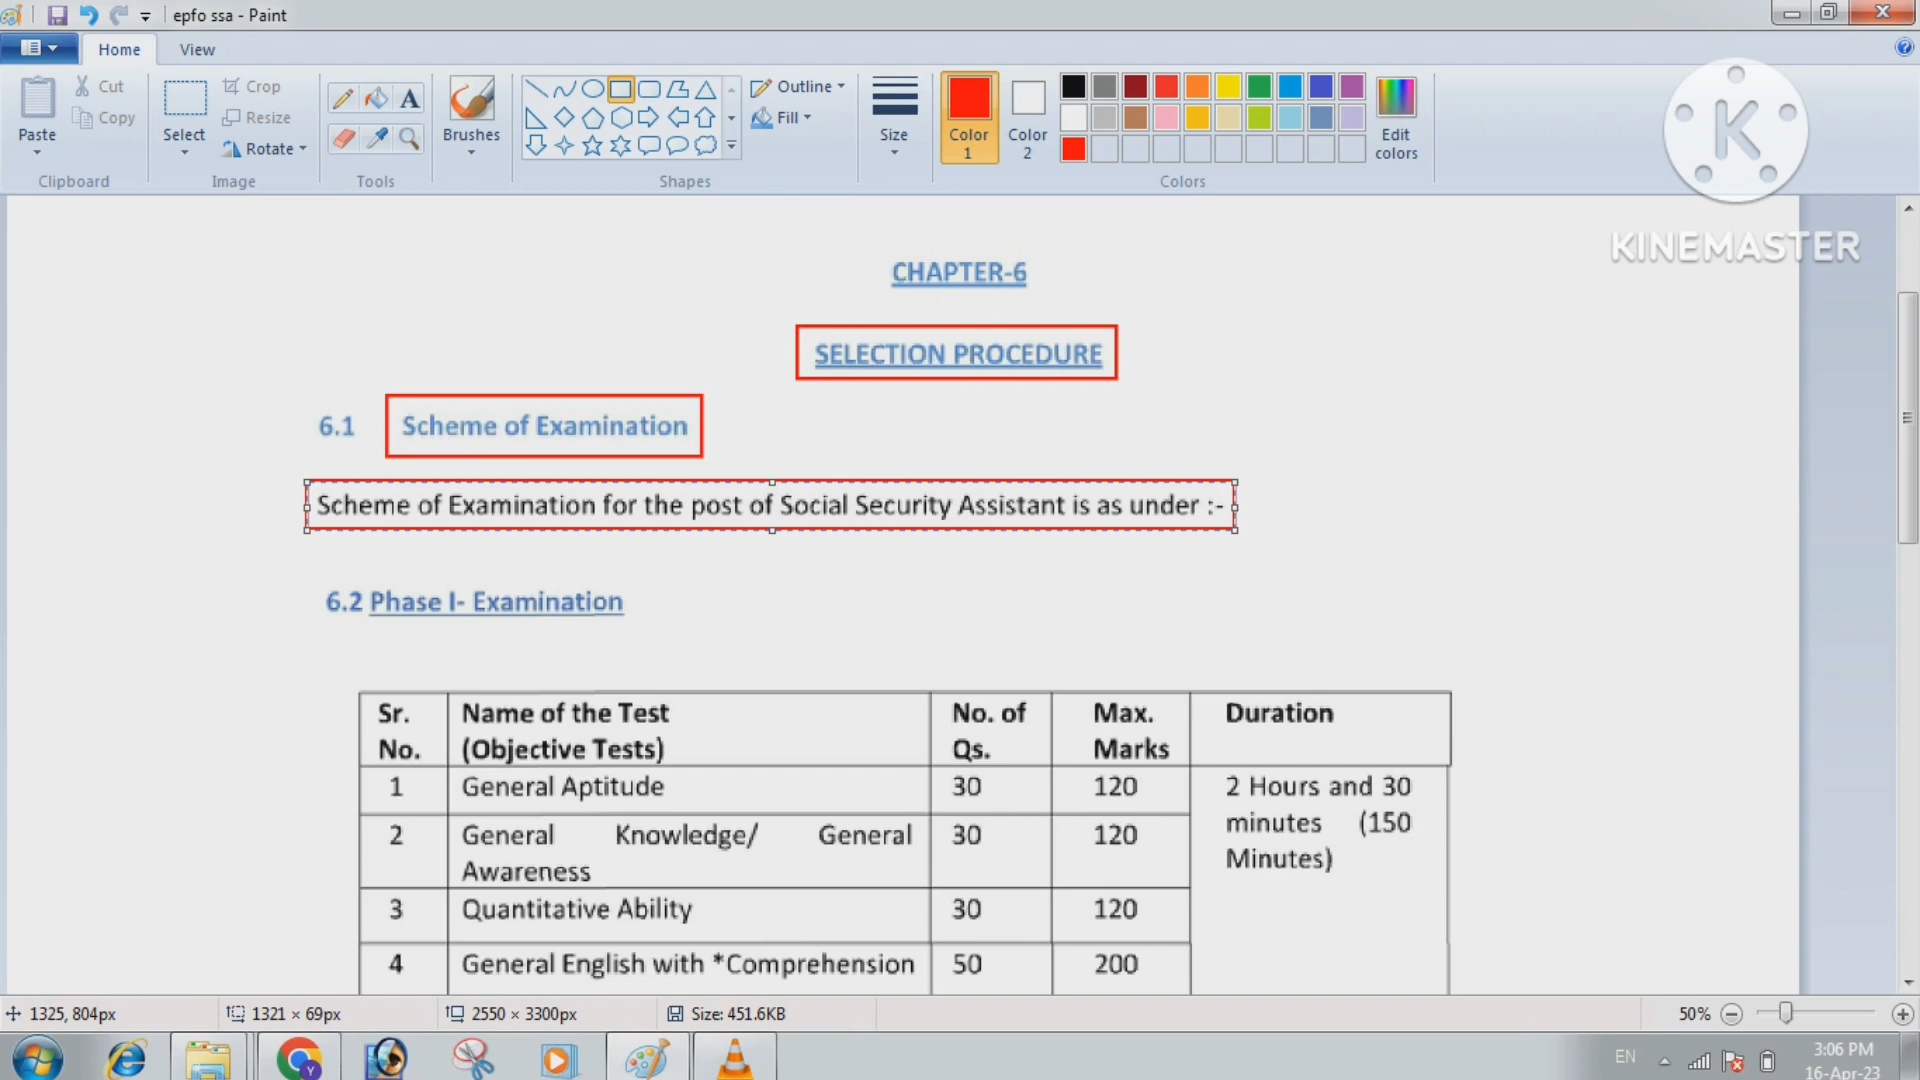 epfo ssa - Paint
Home View
Paste
Cut
Copy
Clipboard
Select
Crop
Resize
Rotate
Image
A
Tools
Brushes
Shapes
Outline
Fill
Size
Color 1
Color 2
Edit colors
Colors
K
KINEMASTER
CHAPTER-6
SELECTION PROCEDURE
6.1 Scheme of Examination
Scheme of Examination for the post of Social Security Assistant is as under :-
6.2 Phase I- Examination
Sr. No. Name of the Test (Objective Tests) No. of Qs. Max. Marks Duration
1 General Aptitude 30 120 2 Hours and 30 minutes (150 Minutes)
2 General Knowledge/ General Awareness 30 120
3 Quantitative Ability 30 120
4 General English with *Comprehension 50 200
1325, 804px 1321 × 69px 2550 × 3300px Size: 451.6KB 50%
Y
EN
3:06 PM
16-Apr-23